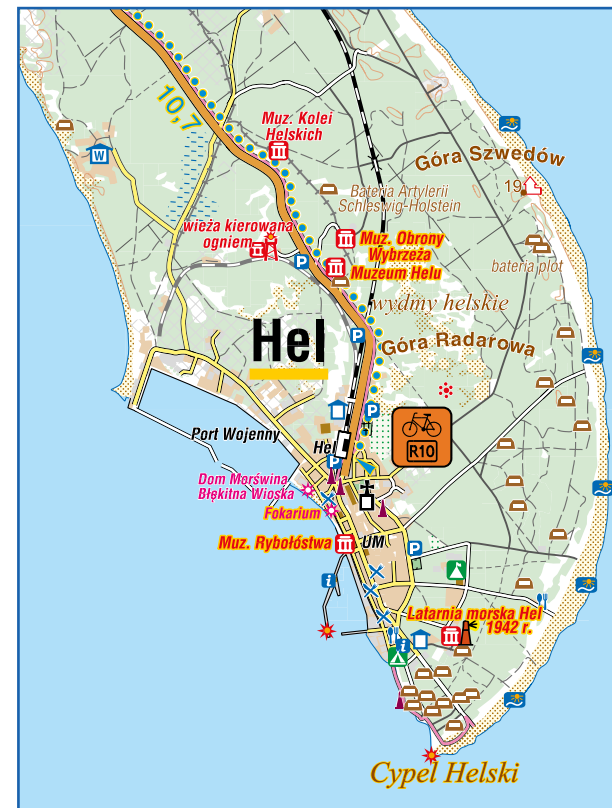 10,7
Muz. Kolei
Helskich
W
Góra Szwedów
19
Bateria Artylerii
Schleswig-Holstein
wieża kierowana
ogniem
P
Muz. Obrony
Wybrzeża
Muzeum Helu
bateria plot
wydmy helskie
P
Hel
Góra Radarowa
P
R10
Port Wojenny
Hel
P
Dom Morświna
Błękitna Wioska
Fokarium
Muz. Rybołóstwa
UM
P
i
Latarnia morska Hel
1942 r.
i
Cypel Helski